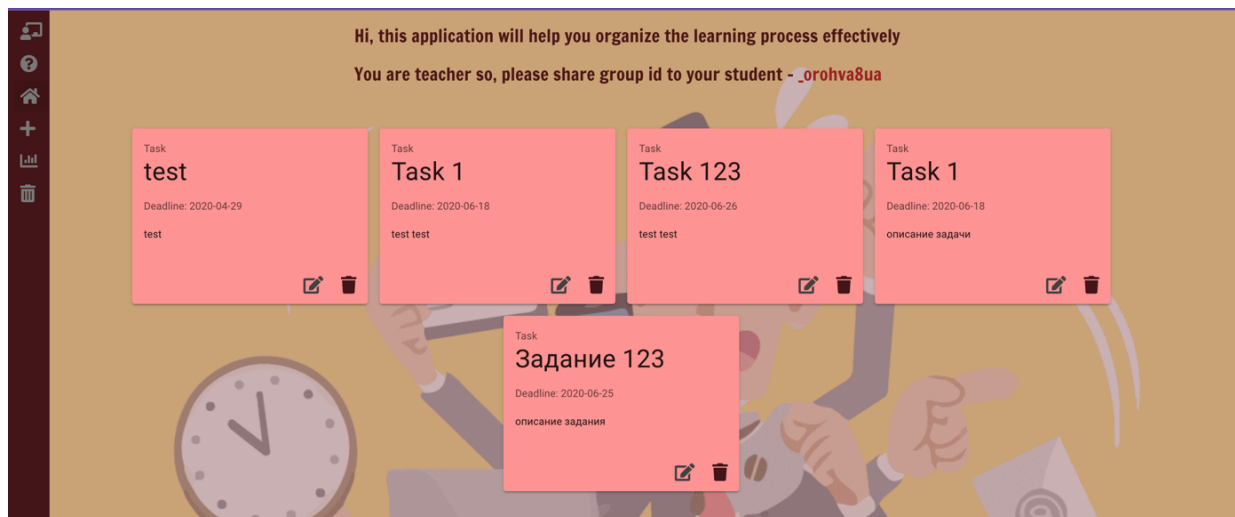 Hi, this application will help you organize the learning process effectively
You are teacher so, please share group id to your student - _orohva8ua
Task
test
Deadline: 2020-04-29
test
Task
Task 1
Deadline: 2020-06-18
test test
Task
Task 123
Deadline: 2020-06-26
test test
Task
Task 1
Deadline: 2020-06-18
описание задачи
Task
Задание 123
Deadline: 2020-06-25
описание задания